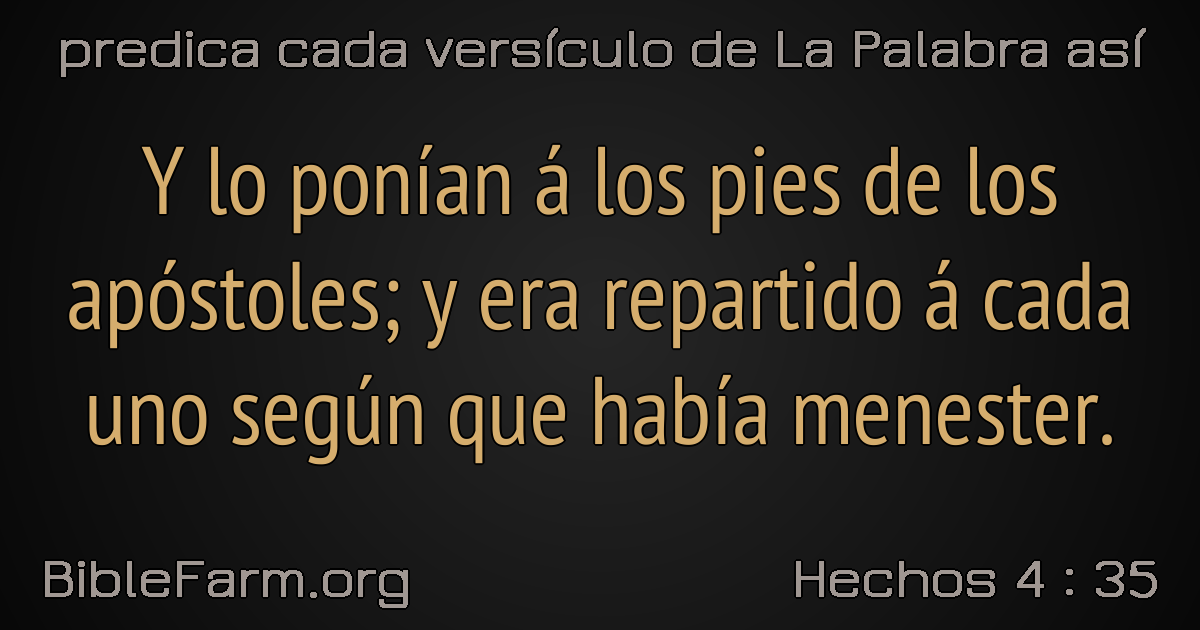 predica cada versículo de La Palabra así
Y lo ponían á los pies de los
apóstoles; y era repartido á cada
uno según que había menester.
BibleFarm.org
Hechos 4 : 35